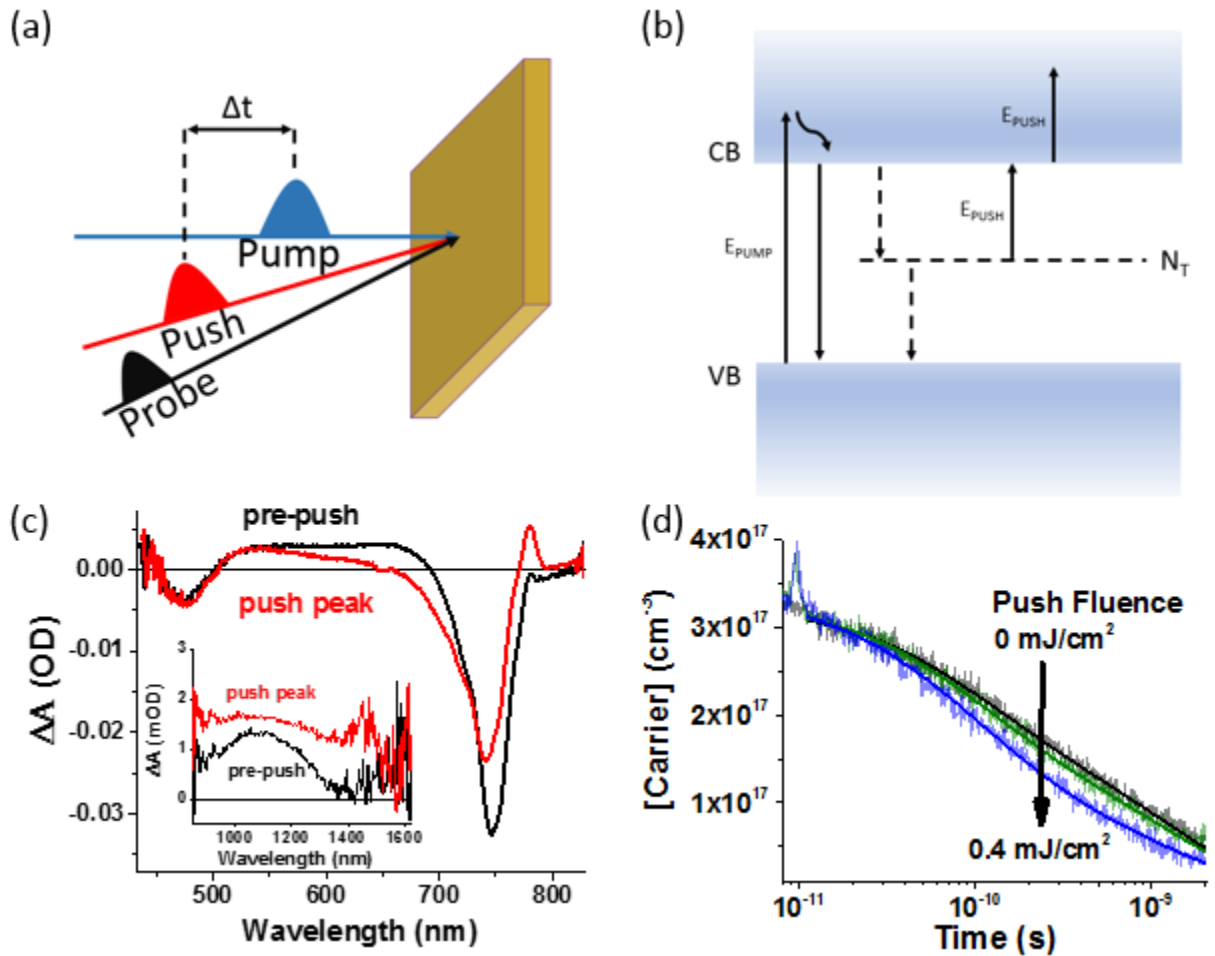 (a)
Δt
Pump
Push
Probe
(b)
CB
E_PUSH
E_PUSH
E_PUMP
N_T
VB
(c)
pre-push
push peak
0.00
-0.01
-0.02
-0.03
ΔA (OD)
500
600
700
800
Wavelength (nm)
3
2
1
0
ΔA (mOD)
push peak
pre-push
1000
1200
1400
1600
Wavelength (nm)
(d)
4x10^17
3x10^17
2x10^17
1x10^17
[Carrier] (cm^-3)
Push Fluence
0 mJ/cm^2
0.4 mJ/cm^2
10^-11
10^-10
10^-9
Time (s)